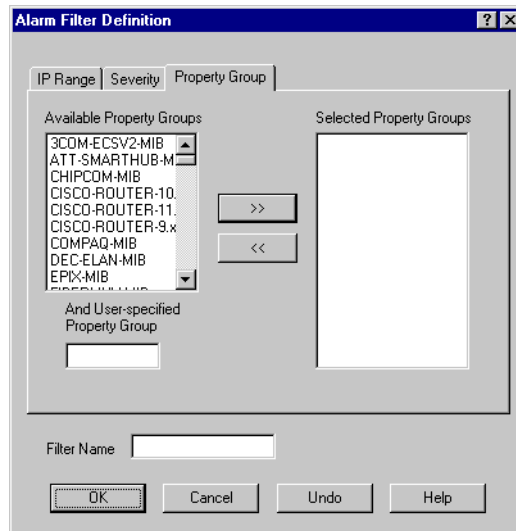 Alarm Filter Definition
IP Range
Severity
Property Group
Available Property Groups
Selected Property Groups
3COM-ECSV2-MIB
ATT-SMARTHUB-M
CHIPCOM-MIB
CISCO-ROUTER-10.
CISCO-ROUTER-11.
CISCO-ROUTER-9.x
COMPAQ-MIB
DEC-ELAN-MIB
EPIX-MIB
>>
<<
And User-specified
Property Group
Filter Name
OK
Cancel
Undo
Help